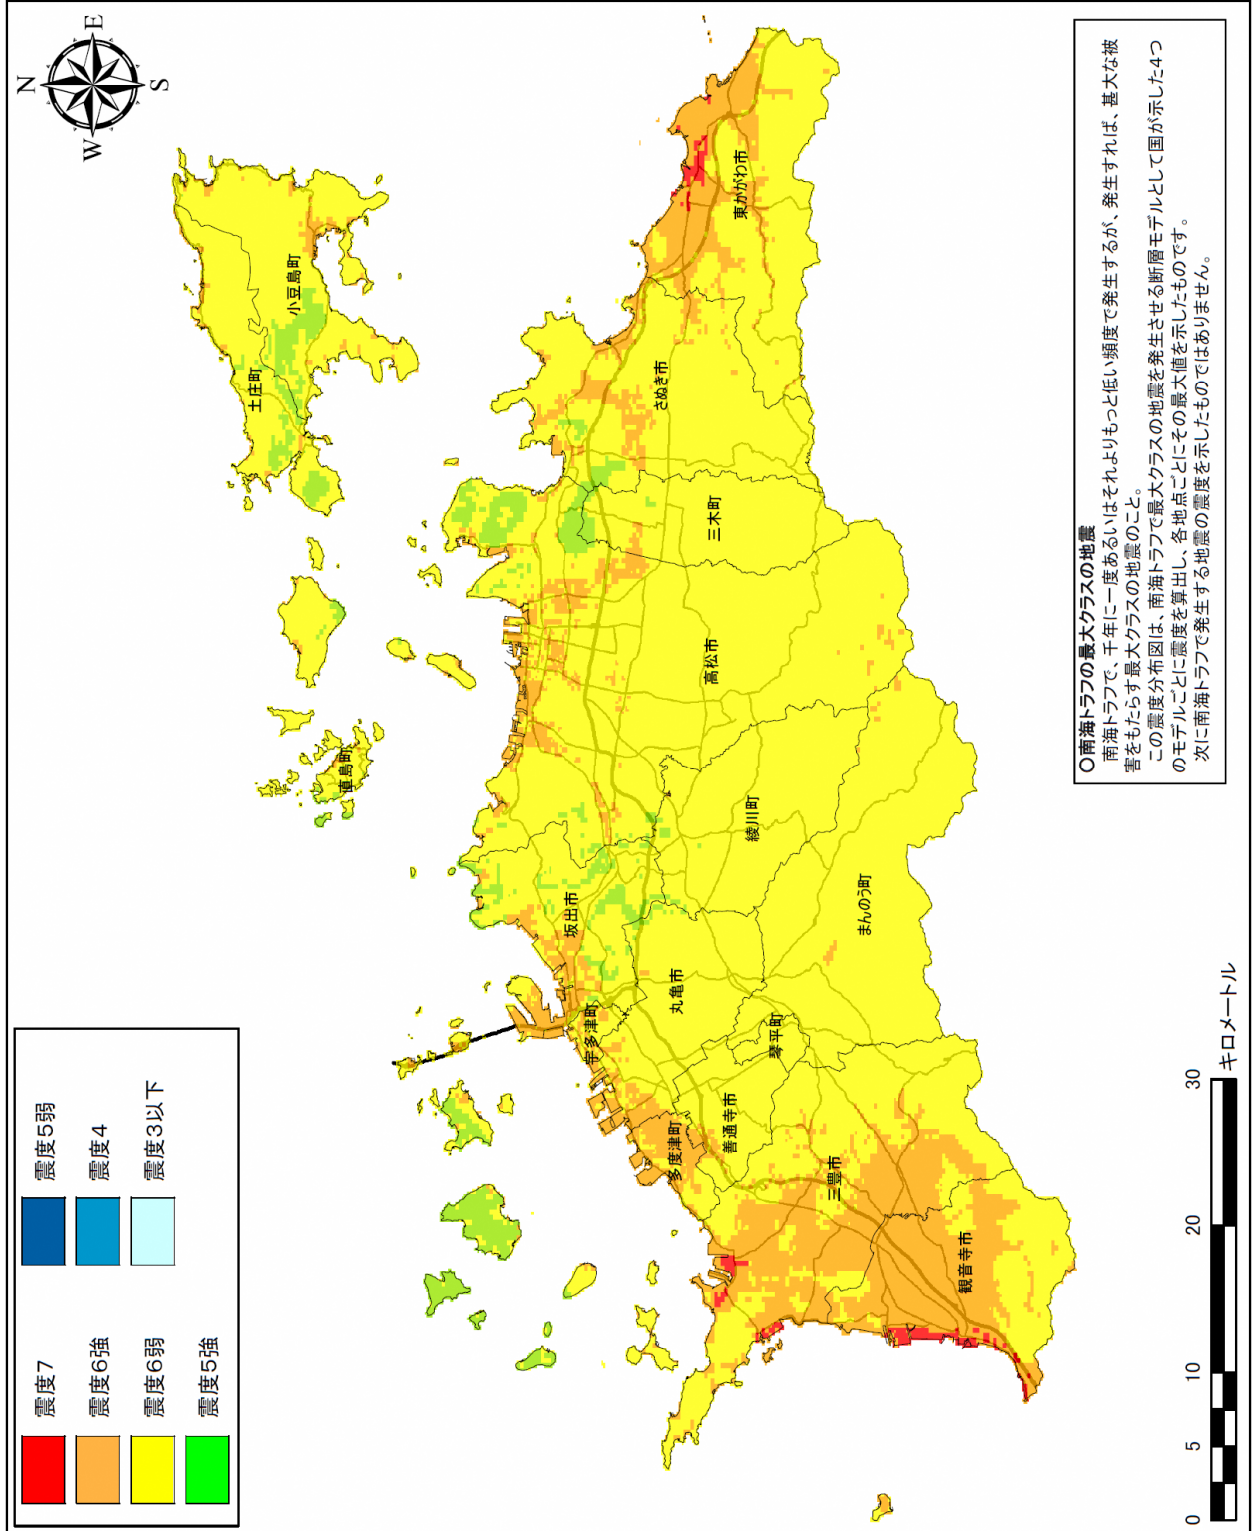 震度7
震度6強
震度6弱
震度5強
震度5弱
震度4
震度3以下
N
E
S
W
土庄町
小豆島町
直島町
東かがわ市
さぬき市
三木町
高松市
綾川町
坂出市
宇多津町
丸亀市
まんのう町
琴平町
善通寺市
多度津町
三豊市
観音寺市
0
5
10
20
30
キロメートル
○南海トラフの最大クラスの地震
南海トラフで、千年に一度あるいはそれよりもっと低い頻度で発生するが、発生すれば、甚大な被
害をもたらす最大クラスの地震のこと。
この震度分布図は、南海トラフで最大クラスの地震を発生させる断層モデルとして国が示した4つ
のモデルごとに震度を算出し、各地点ごとにその最大値を示したものです。
次に南海トラフで発生する地震の震度を示したものではありません。